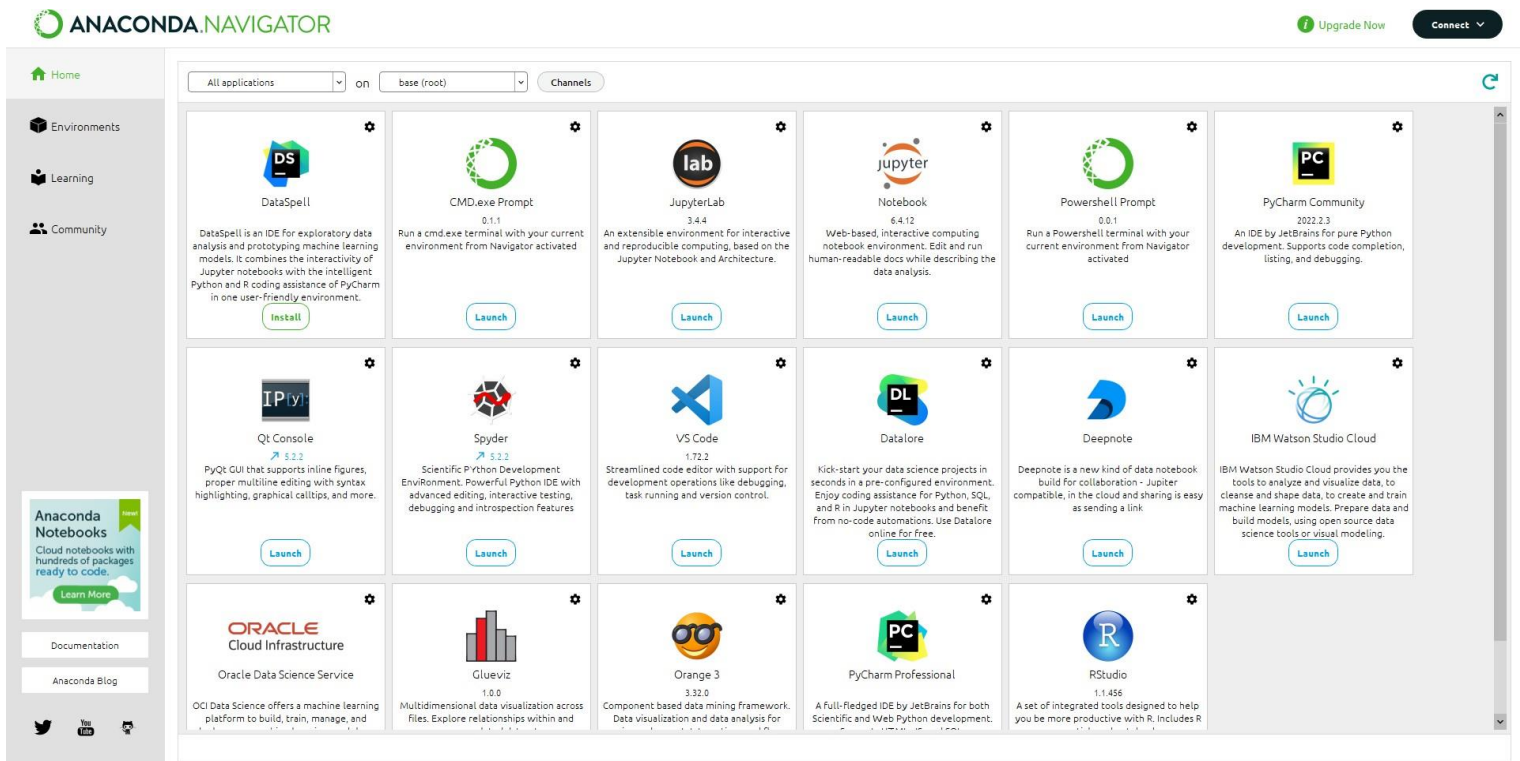 ANACONDA.NAVIGATOR
Upgrade Now
Connect
Home
Environments
Learning
Community
Anaconda
Notebooks
New!
Cloud notebooks with
hundreds of packages
ready to code.
Learn More
Documentation
Anaconda Blog
You
Tube
All applications
on
base (root)
Channels
DS
DataSpell
DataSpell is an IDE for exploratory data
analysis and prototyping machine learning
models. It combines the interactivity of
Jupyter notebooks with the intelligent
Python and R coding assistance of PyCharm
in one user-friendly environment.
Install
CMD.exe Prompt
0.1.1
Run a cmd.exe terminal with your current
environment from Navigator activated
Launch
lab
JupyterLab
3.4.4
An extensible environment for interactive
and reproducible computing, based on the
Jupyter Notebook and Architecture.
Launch
jupyter
Notebook
6.4.12
Web-based, interactive computing
notebook environment. Edit and run
human-readable docs while describing the
data analysis.
Launch
Powershell Prompt
0.0.1
Run a Powershell terminal with your
current environment from Navigator
activated
Launch
PC
PyCharm Community
2022.2.3
An IDE by JetBrains for pure Python
development. Supports code completion,
listing, and debugging.
Launch
IP[y]:
Qt Console
5.2.2
PyQt GUI that supports inline figures,
proper multiline editing with syntax
highlighting, graphical calltips, and more.
Launch
Spyder
5.2.2
Scientific PYthon Development
EnviRonment. Powerful Python IDE with
advanced editing, interactive testing,
debugging and introspection features
Launch
VS Code
1.72.2
Streamlined code editor with support for
development operations like debugging,
task running and version control.
Launch
DL
Datalore
Kick-start your data science projects in
seconds in a pre-configured environment.
Enjoy coding assistance for Python, SQL,
and R in Jupyter notebooks and benefit
from no-code automations. Use Datalore
online for free.
Launch
Deepnote
Deepnote is a new kind of data notebook
build for collaboration - Jupiter
compatible, in the cloud and sharing is easy
as sending a link
Launch
IBM Watson Studio Cloud
IBM Watson Studio Cloud provides you the
tools to analyze and visualize data, to
cleanse and shape data, to create and train
machine learning models. Prepare data and
build models, using open source data
science tools or visual modeling.
Launch
ORACLE
Cloud Infrastructure
Oracle Data Science Service
OCI Data Science offers a machine learning
platform to build, train, manage, and
Glueviz
1.0.0
Multidimensional data visualization across
files. Explore relationships within and
Orange 3
3.32.0
Component based data mining framework.
Data visualization and data analysis for
PC
PyCharm Professional
A full-fledged IDE by JetBrains for both
Scientific and Web Python development.
R
RStudio
1.1.456
A set of integrated tools designed to help
you be more productive with R. Includes R